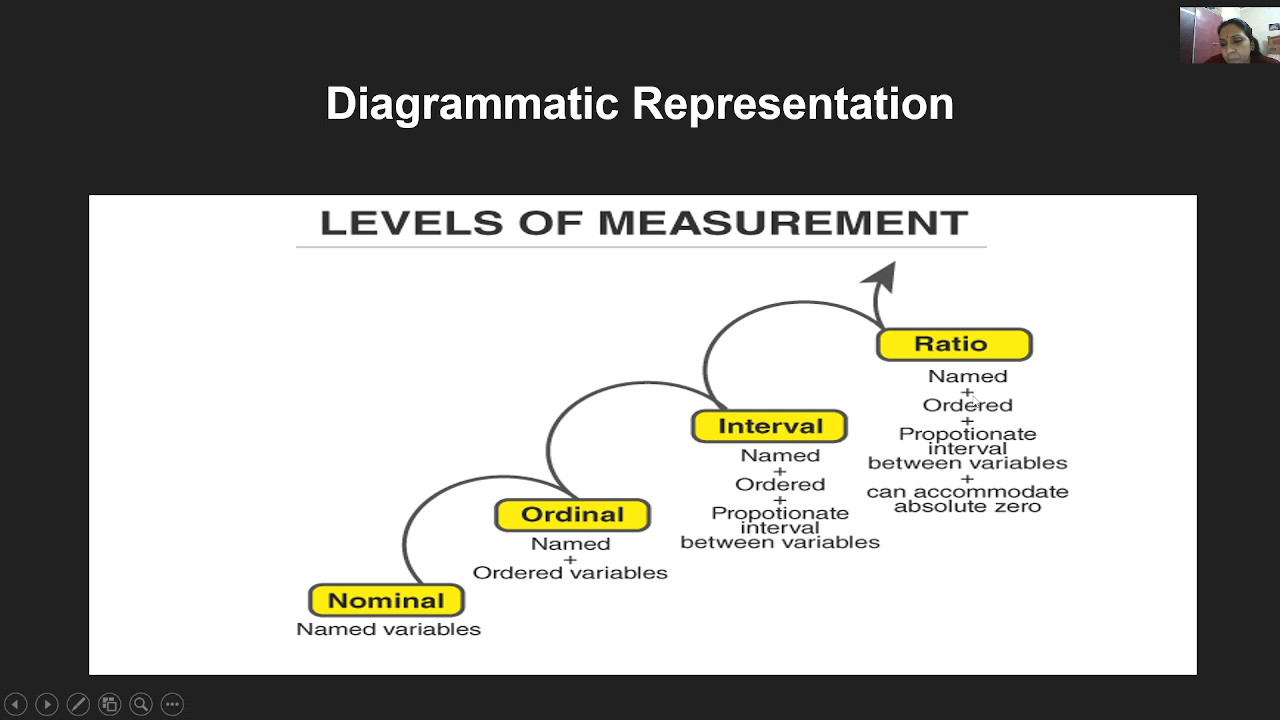 Diagrammatic Representation
LEVELS OF MEASUREMENT
Nominal
Named variables
Ordinal
Named
+
Ordered variables
Interval
Named
+
Ordered
+
Propotionate
interval
between variables
Ratio
Named
+
Ordered
+
Propotionate
interval
between variables
+
can accommodate
absolute zero